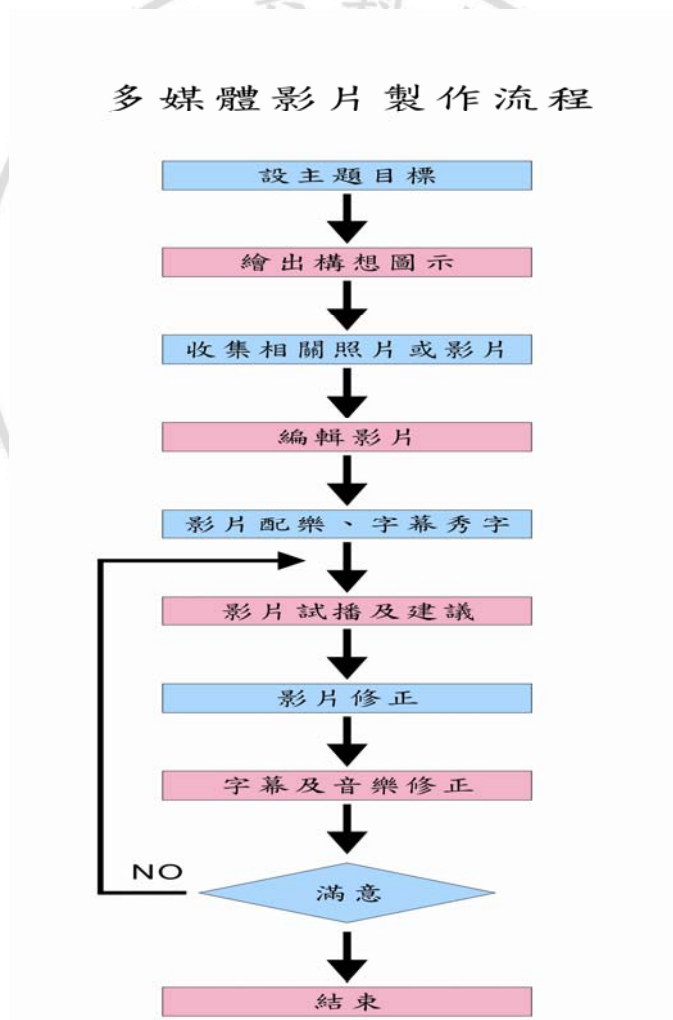 多媒體影片製作流程
設主題目標
繪出構想圖示
收集相關照片或影片
編輯影片
影片配樂、字幕秀字
影片試播及建議
影片修正
字幕及音樂修正
NO
滿意
結束